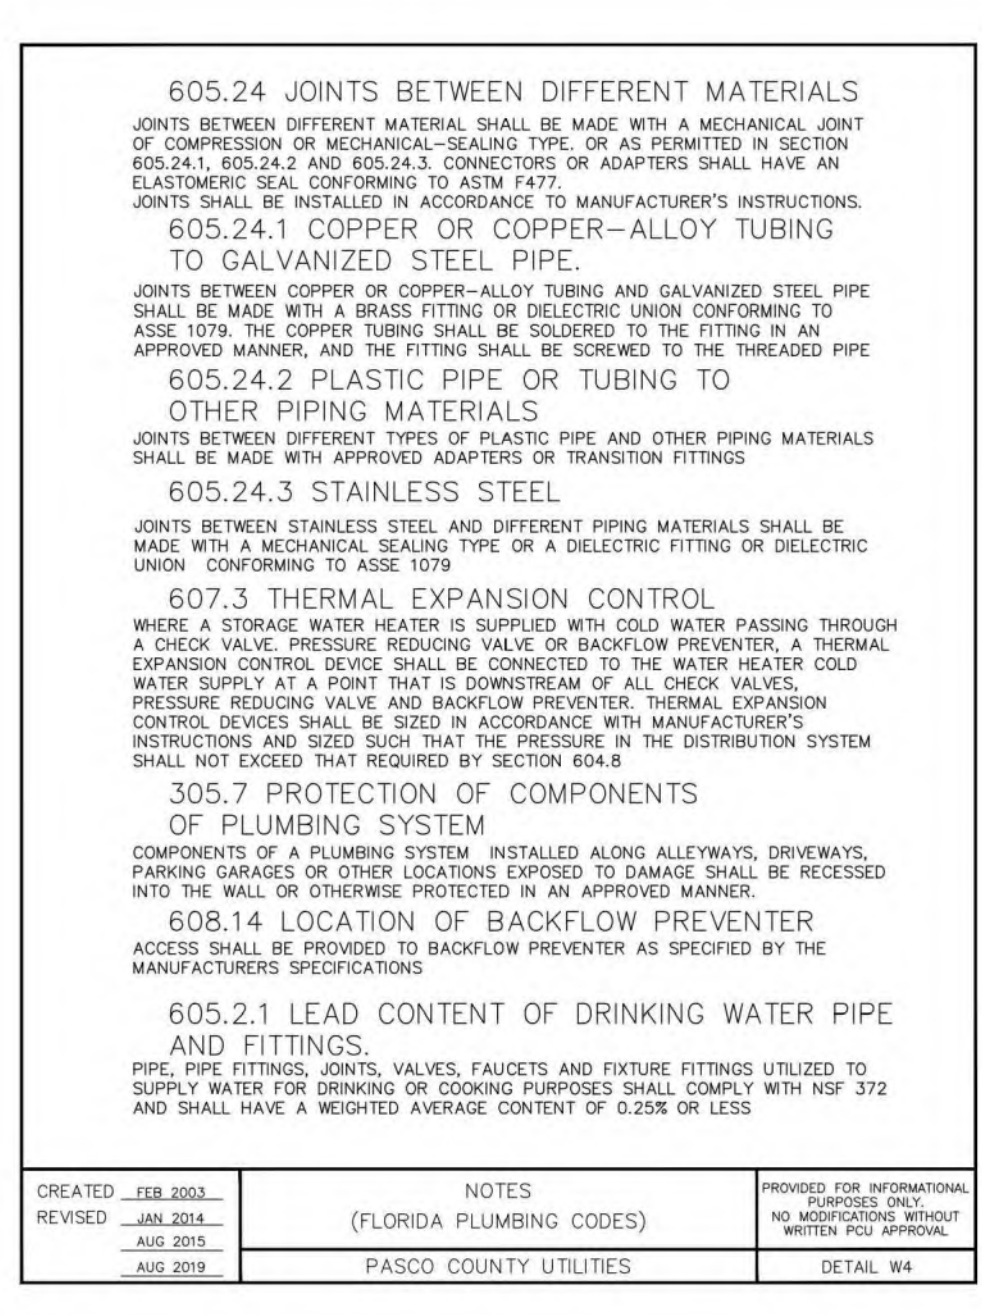 605.24 JOINTS BETWEEN DIFFERENT MATERIALS
JOINTS BETWEEN DIFFERENT MATERIAL SHALL BE MADE WITH A MECHANICAL JOINT
OF COMPRESSION OR MECHANICAL-SEALING TYPE. OR AS PERMITTED IN SECTION
605.24.1, 605.24.2 AND 605.24.3. CONNECTORS OR ADAPTERS SHALL HAVE AN
ELASTOMERIC SEAL CONFORMING TO ASTM F477.
JOINTS SHALL BE INSTALLED IN ACCORDANCE TO MANUFACTURER'S INSTRUCTIONS.
605.24.1 COPPER OR COPPER-ALLOY TUBING
TO GALVANIZED STEEL PIPE.
JOINTS BETWEEN COPPER OR COPPER-ALLOY TUBING AND GALVANIZED STEEL PIPE
SHALL BE MADE WITH A BRASS FITTING OR DIELECTRIC UNION CONFORMING TO
ASSE 1079. THE COPPER TUBING SHALL BE SOLDERED TO THE FITTING IN AN
APPROVED MANNER, AND THE FITTING SHALL BE SCREWED TO THE THREADED PIPE
605.24.2 PLASTIC PIPE OR TUBING TO
OTHER PIPING MATERIALS
JOINTS BETWEEN DIFFERENT TYPES OF PLASTIC PIPE AND OTHER PIPING MATERIALS
SHALL BE MADE WITH APPROVED ADAPTERS OR TRANSITION FITTINGS
605.24.3 STAINLESS STEEL
JOINTS BETWEEN STAINLESS STEEL AND DIFFERENT PIPING MATERIALS SHALL BE
MADE WITH A MECHANICAL SEALING TYPE OR A DIELECTRIC FITTING OR DIELECTRIC
UNION CONFORMING TO ASSE 1079
607.3 THERMAL EXPANSION CONTROL
WHERE A STORAGE WATER HEATER IS SUPPLIED WITH COLD WATER PASSING THROUGH
A CHECK VALVE. PRESSURE REDUCING VALVE OR BACKFLOW PREVENTER, A THERMAL
EXPANSION CONTROL DEVICE SHALL BE CONNECTED TO THE WATER HEATER COLD
WATER SUPPLY AT A POINT THAT IS DOWNSTREAM OF ALL CHECK VALVES,
PRESSURE REDUCING VALVE AND BACKFLOW PREVENTER. THERMAL EXPANSION
CONTROL DEVICES SHALL BE SIZED IN ACCORDANCE WITH MANUFACTURER'S
INSTRUCTIONS AND SIZED SUCH THAT THE PRESSURE IN THE DISTRIBUTION SYSTEM
SHALL NOT EXCEED THAT REQUIRED BY SECTION 604.8
305.7 PROTECTION OF COMPONENTS
OF PLUMBING SYSTEM
COMPONENTS OF A PLUMBING SYSTEM INSTALLED ALONG ALLEYWAYS, DRIVEWAYS,
PARKING GARAGES OR OTHER LOCATIONS EXPOSED TO DAMAGE SHALL BE RECESSED
INTO THE WALL OR OTHERWISE PROTECTED IN AN APPROVED MANNER.
608.14 LOCATION OF BACKFLOW PREVENTER
ACCESS SHALL BE PROVIDED TO BACKFLOW PREVENTER AS SPECIFIED BY THE
MANUFACTURERS SPECIFICATIONS
605.2.1 LEAD CONTENT OF DRINKING WATER PIPE
AND FITTINGS.
PIPE, PIPE FITTINGS, JOINTS, VALVES, FAUCETS AND FIXTURE FITTINGS UTILIZED TO
SUPPLY WATER FOR DRINKING OR COOKING PURPOSES SHALL COMPLY WITH NSF 372
AND SHALL HAVE A WEIGHTED AVERAGE CONTENT OF 0.25% OR LESS
CREATED FEB 2003
REVISED JAN 2014
AUG 2015
AUG 2019
NOTES
(FLORIDA PLUMBING CODES)
PASCO COUNTY UTILITIES
PROVIDED FOR INFORMATIONAL
PURPOSES ONLY.
NO MODIFICATIONS WITHOUT
WRITTEN PCU APPROVAL
DETAIL W4